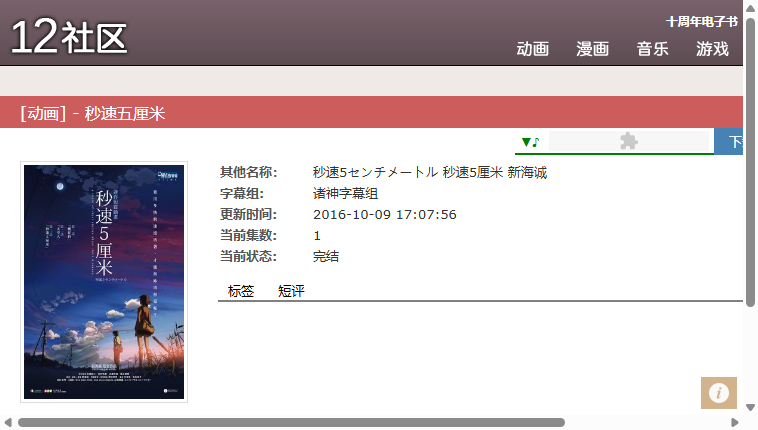 12社区
十周年电子书
动画 漫画 音乐 游戏
[动画] - 秒速五厘米
▼♪
下
其他名称： 秒速5センチメートル 秒速5厘米 新海诚
字幕组： 诸神字幕组
更新时间： 2016-10-09 17:07:56
当前集数： 1
当前状态： 完结
标签 短评
秒速5厘米